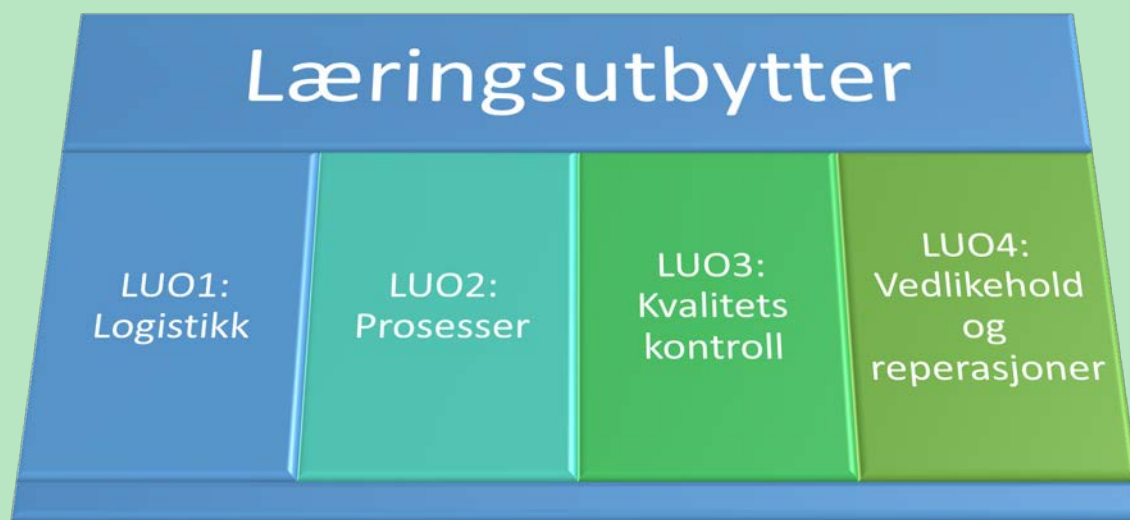 Læringsutbytter
LUO1:
Logistikk
LUO2:
Prosesser
LUO3:
Kvalitets
kontroll
LUO4:
Vedlikehold
og
reperasjoner